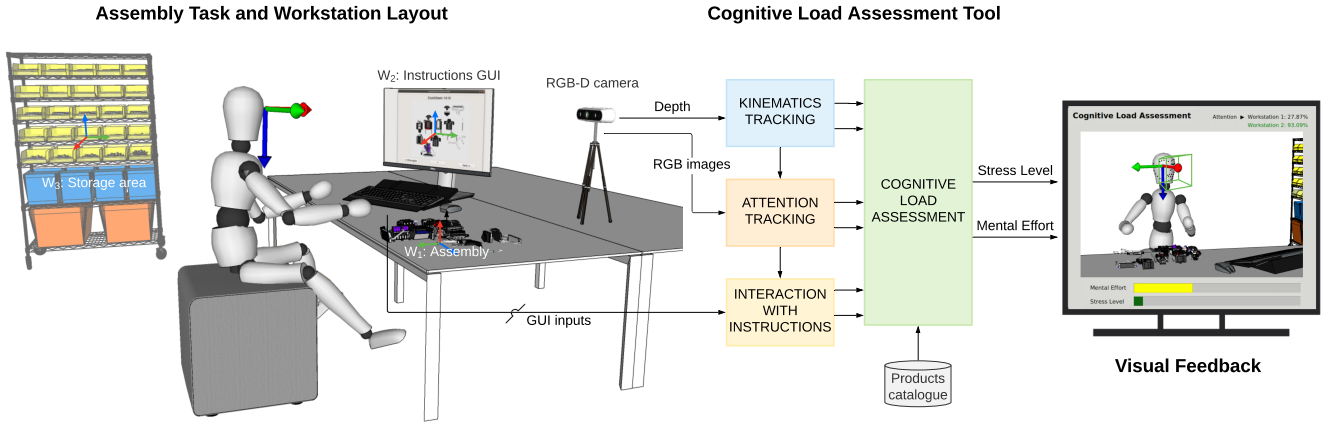 Assembly Task and Workstation Layout
Cognitive Load Assessment Tool
W₃: Storage area
W₂: Instructions GUI
W₁: Assembly
RGB-D camera
Depth
RGB images
GUI inputs
KINEMATICS
TRACKING
ATTENTION
TRACKING
INTERACTION
WITH
INSTRUCTIONS
COGNITIVE
LOAD
ASSESSMENT
Products
catalogue
Stress Level
Mental Effort
Cognitive Load Assessment
Attention ▶ Workstation 1: 27.87%
Workstation 2: 93.09%
Mental Effort
Stress Level
Visual Feedback